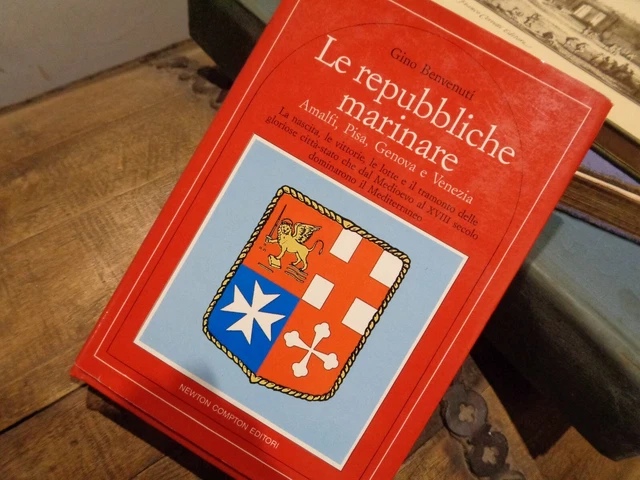 Gino Benvenuti
Le repubbliche
marinare
Amalfi, Pisa, Genova e Venezia
La nascita, le vittorie, le lotte e il tramonto delle
gloriose città-stato che dal Medioevo al XVIII secolo
dominarono il Mediterraneo
NEWTON COMPTON EDITORI